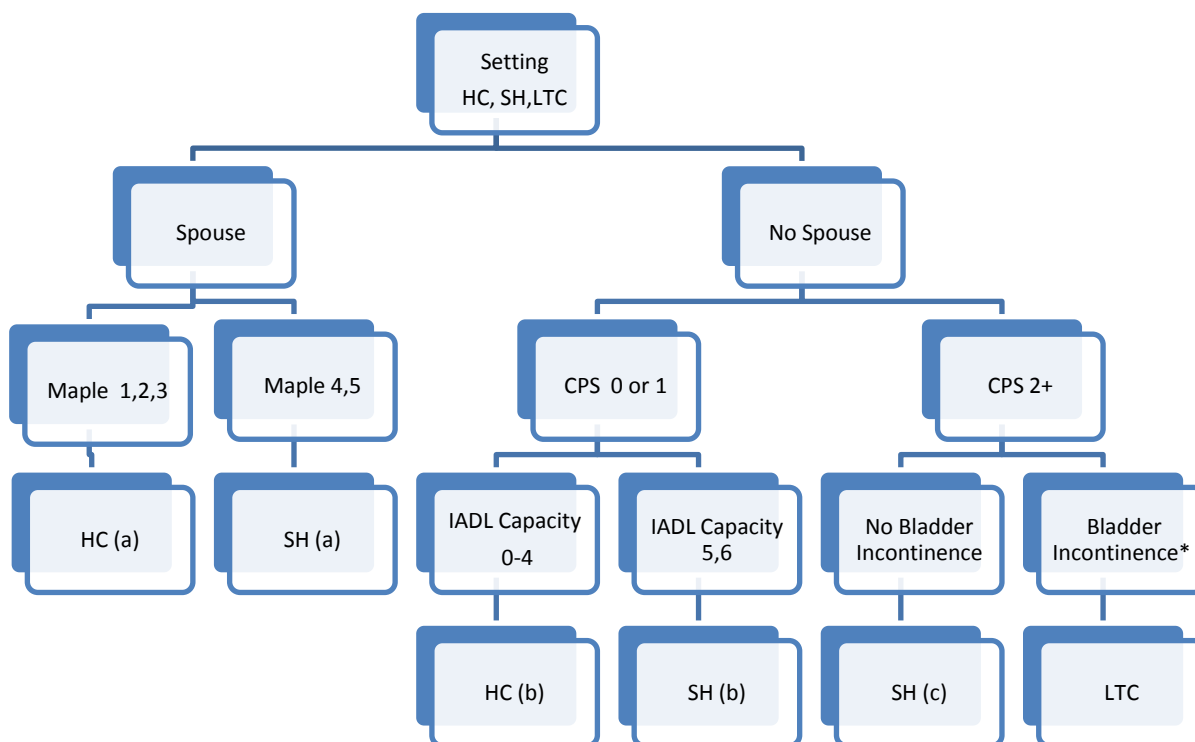 Setting
HC, SH,LTC
Spouse
No Spouse
Maple 1,2,3
Maple 4,5
CPS 0 or 1
CPS 2+
HC (a)
SH (a)
IADL Capacity
0-4
IADL Capacity
5,6
No Bladder
Incontinence
Bladder
Incontinence*
HC (b)
SH (b)
SH (c)
LTC